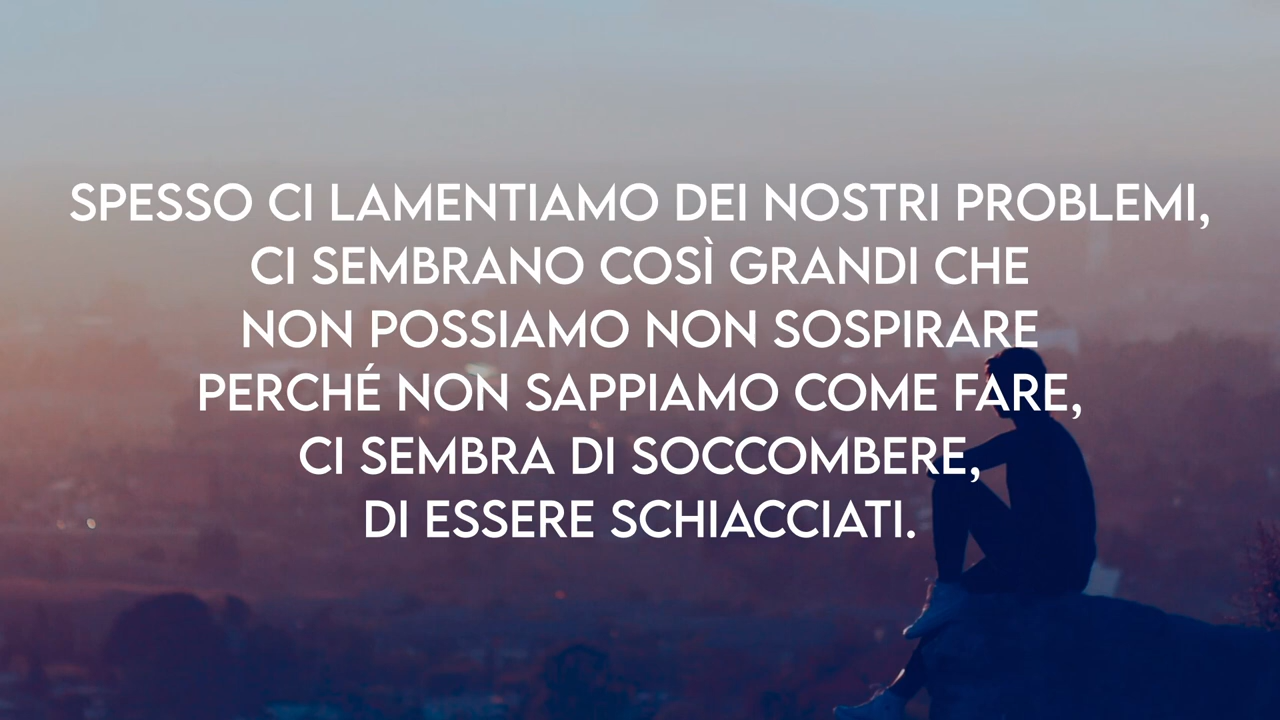 SPESSO CI LAMENTIAMO DEI NOSTRI PROBLEMI,
CI SEMBRANO COSÌ GRANDI CHE
NON POSSIAMO NON SOSPIRARE
PERCHÉ NON SAPPIAMO COME FARE,
CI SEMBRA DI SOCCOMBERE,
DI ESSERE SCHIACCIATI.